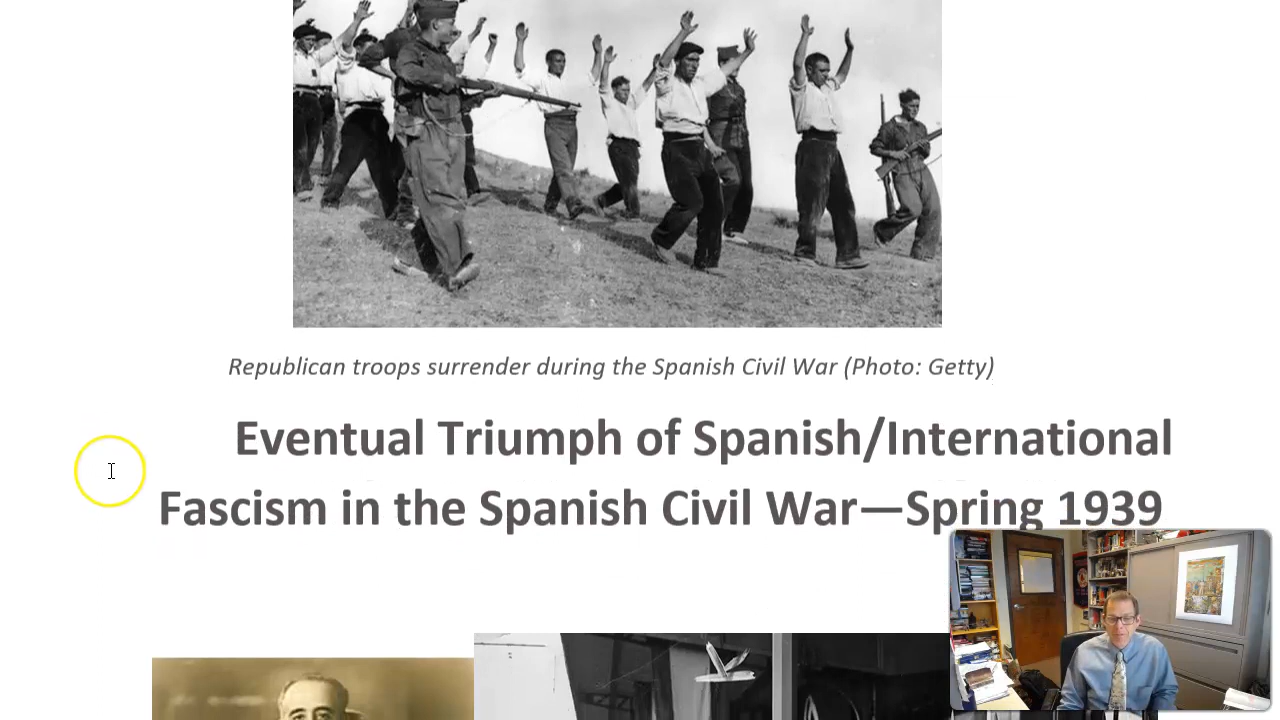 Republican troops surrender during the Spanish Civil War (Photo: Getty)
Eventual Triumph of Spanish/International
Fascism in the Spanish Civil War—Spring 1939